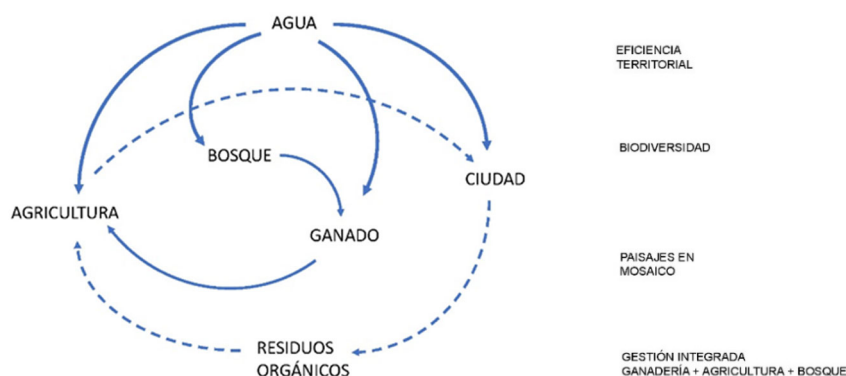 AGUA
EFICIENCIA
TERRITORIAL
BOSQUE
BIODIVERSIDAD
CIUDAD
AGRICULTURA
GANADO
PAISAJES EN
MOSAICO
RESIDUOS
ORGÁNICOS
GESTIÓN INTEGRADA
GANADERÍA + AGRICULTURA + BOSQUE